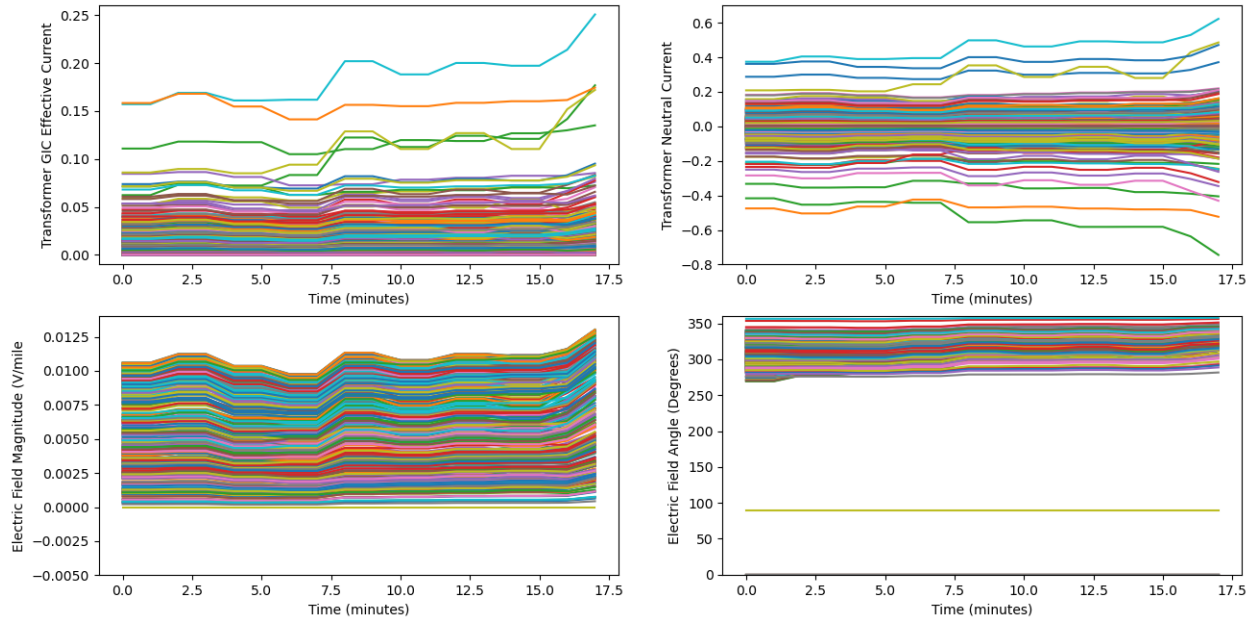 0.25
0.20
0.15
0.10
0.05
0.00
Transformer GIC Effective Current
0.0 2.5 5.0 7.5 10.0 12.5 15.0 17.5
Time (minutes)
0.6
0.4
0.2
0.0
−0.2
−0.4
−0.6
−0.8
Transformer Neutral Current
0.0 2.5 5.0 7.5 10.0 12.5 15.0 17.5
Time (minutes)
0.0125
0.0100
0.0075
0.0050
0.0025
0.0000
−0.0025
−0.0050
Electric Field Magnitude (V/mile)
0.0 2.5 5.0 7.5 10.0 12.5 15.0 17.5
Time (minutes)
350
300
250
200
150
100
50
0
Electric Field Angle (Degrees)
0.0 2.5 5.0 7.5 10.0 12.5 15.0 17.5
Time (minutes)